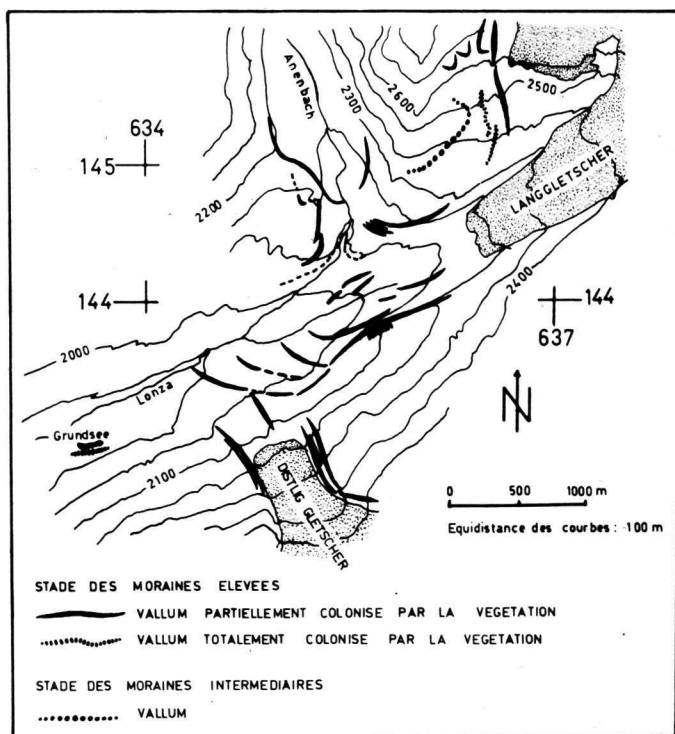 Anenbach
2300
2600
2500
634
145
2200
LANGGLETSCHER
2400
144
144
637
2000
Lonza
N
Grundsee
2100
DISTLIG GLETSCHER
0 500 1000 m
Equidistance des courbes : 100 m
STADE DES MORAINES ELEVEES
VALLUM PARTIELLEMENT COLONISE PAR LA VEGETATION
VALLUM TOTALEMENT COLONISE PAR LA VEGETATION
STADE DES MORAINES INTERMEDIAIRES
VALLUM